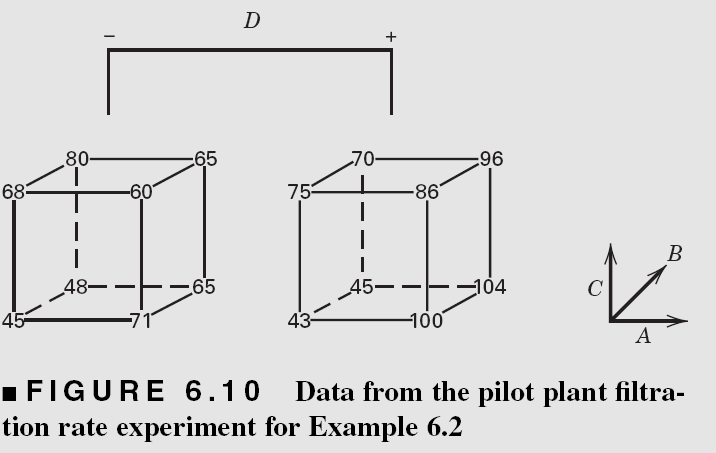 D
− +
80 65 70 96
68 60 75 86
48 65 45 104
45 71 43 100
B
C
A
■ FIGURE 6.10 Data from the pilot plant filtra-
tion rate experiment for Example 6.2